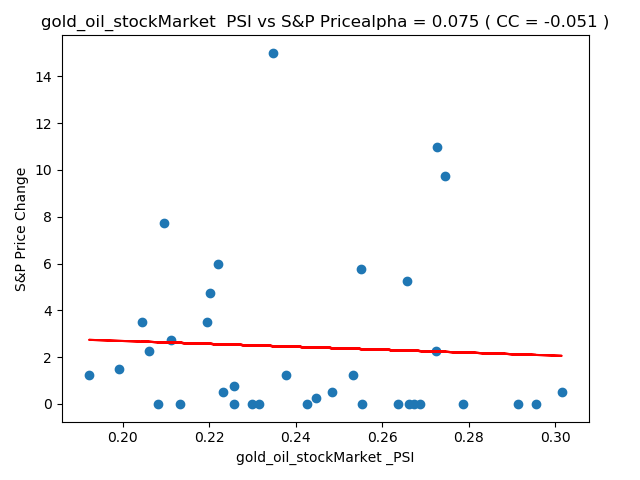 gold_oil_stockMarket  PSI vs S&P Pricealpha = 0.075 ( CC = -0.051 )
14
12
10
8
6
4
2
0
S&P Price Change
0.20 0.22 0.24 0.26 0.28 0.30
gold_oil_stockMarket _PSI